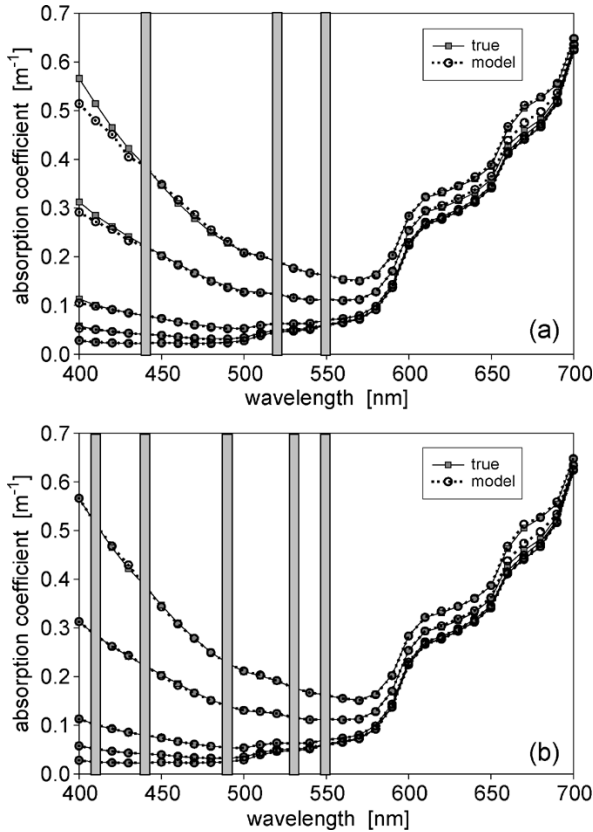 0.7
0.6
0.5
0.4
0.3
0.2
0.1
0.0
absorption coefficient [m-1]
true
model
(a)
400 450 500 550 600 650 700
wavelength [nm]
0.7
0.6
0.5
0.4
0.3
0.2
0.1
0.0
absorption coefficient [m-1]
true
model
(b)
400 450 500 550 600 650 700
wavelength [nm]